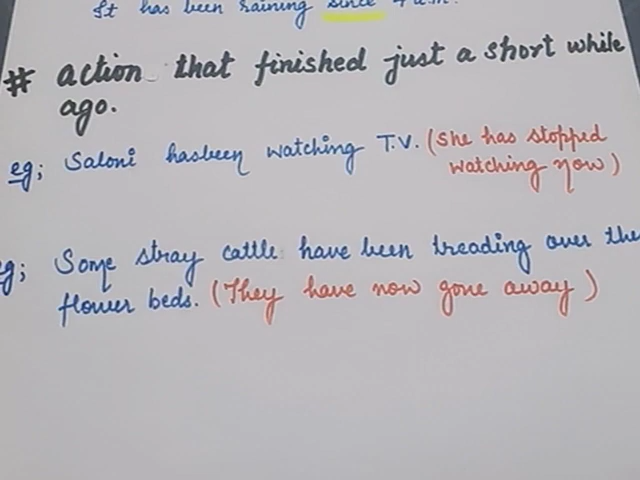 It has been raining since 4 a.m.
# action that finished just a short while
ago.
eg; Saloni hasbeen watching T.V. (She has stopped
watching now)
eg; Some stray cattle have been treading over the
flower beds. (They have now gone away)